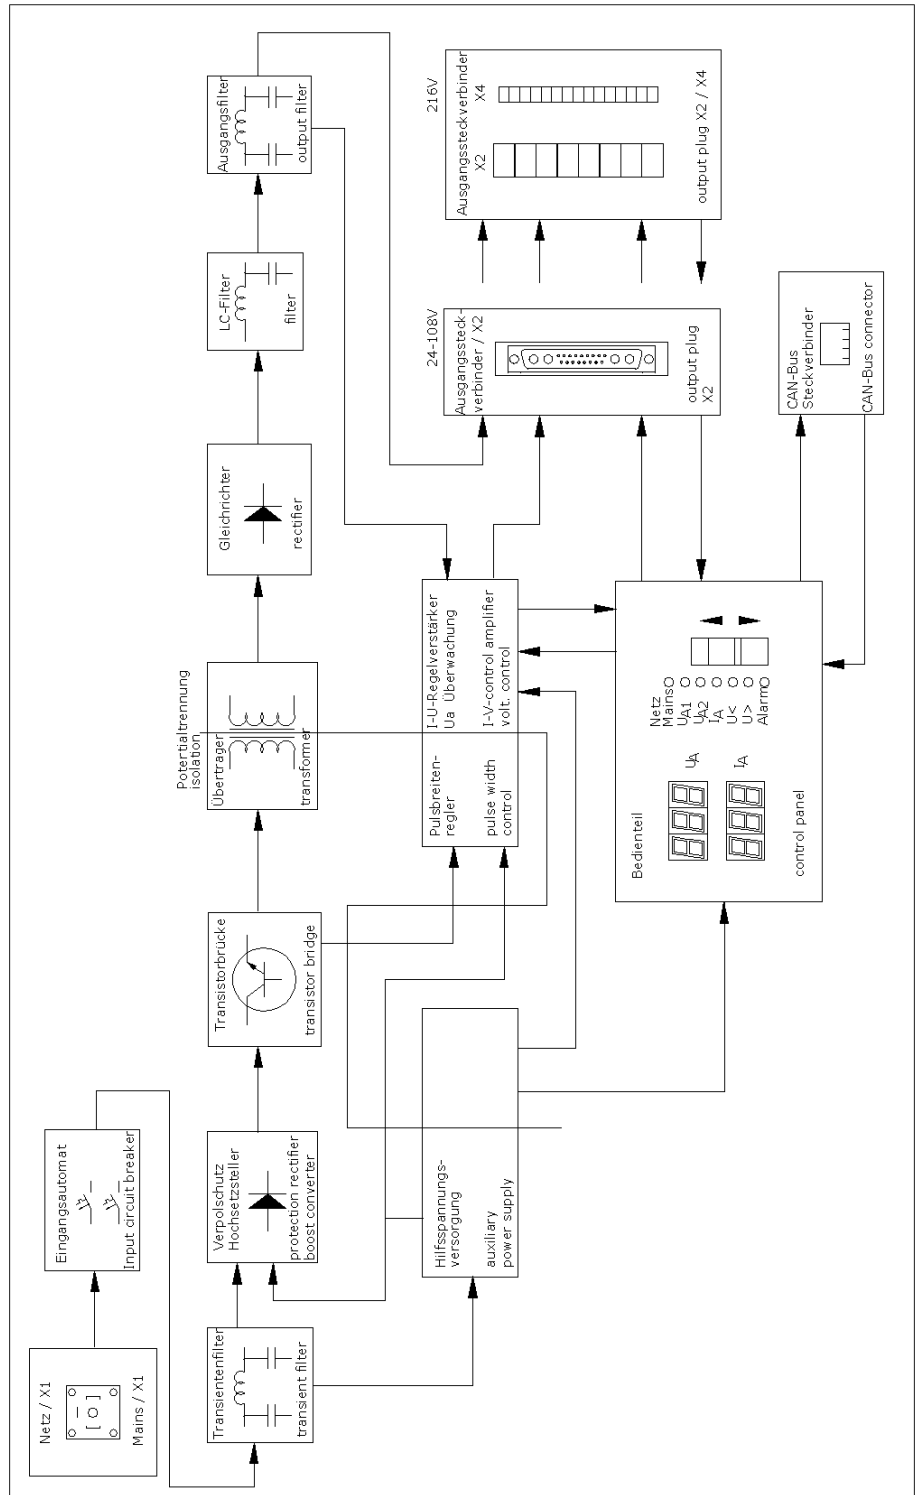 Netz / X1
Mains / X1
Eingangsautomat
Input circuit breaker
Transientenfilter
transient filter
Verpolschutz
Hochsetzsteller
protection rectifier
boost converter
Transistorbrücke
transistor bridge
Potentialtrennung
isolation
Übertrager
transformer
Gleichrichter
rectifier
LC-Filter
filter
Ausgangsfilter
output filter
Hilfsspannungs-
versorgung
auxiliary
power supply
Pulsbreiten-
regler
pulse width
control
I-U-Regelverstärker
Ua Überwachung
I-V-control amplifier
volt. control
24-108V
Ausgangssteck-
verbinder / X2
output plug
X2
216V
Ausgangssteckverbinder
X2
X4
output plug X2 / X4
Bedienteil
control panel
UA
IA
Netz
Mains
UA1
UA2
IA
U<
U>
Alarm
CAN-Bus
Steckverbinder
CAN-Bus connector